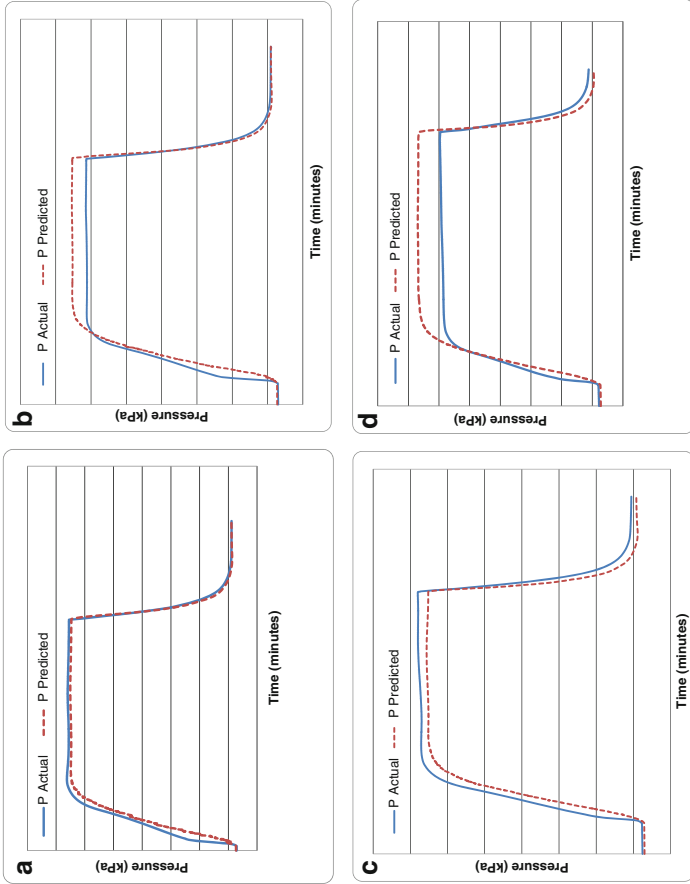 a
P Actual P Predicted
Pressure (kPa)
Time (minutes)
b
P Actual P Predicted
Pressure (kPa)
Time (minutes)
c
P Actual P Predicted
Pressure (kPa)
Time (minutes)
d
P Actual P Predicted
Pressure (kPa)
Time (minutes)